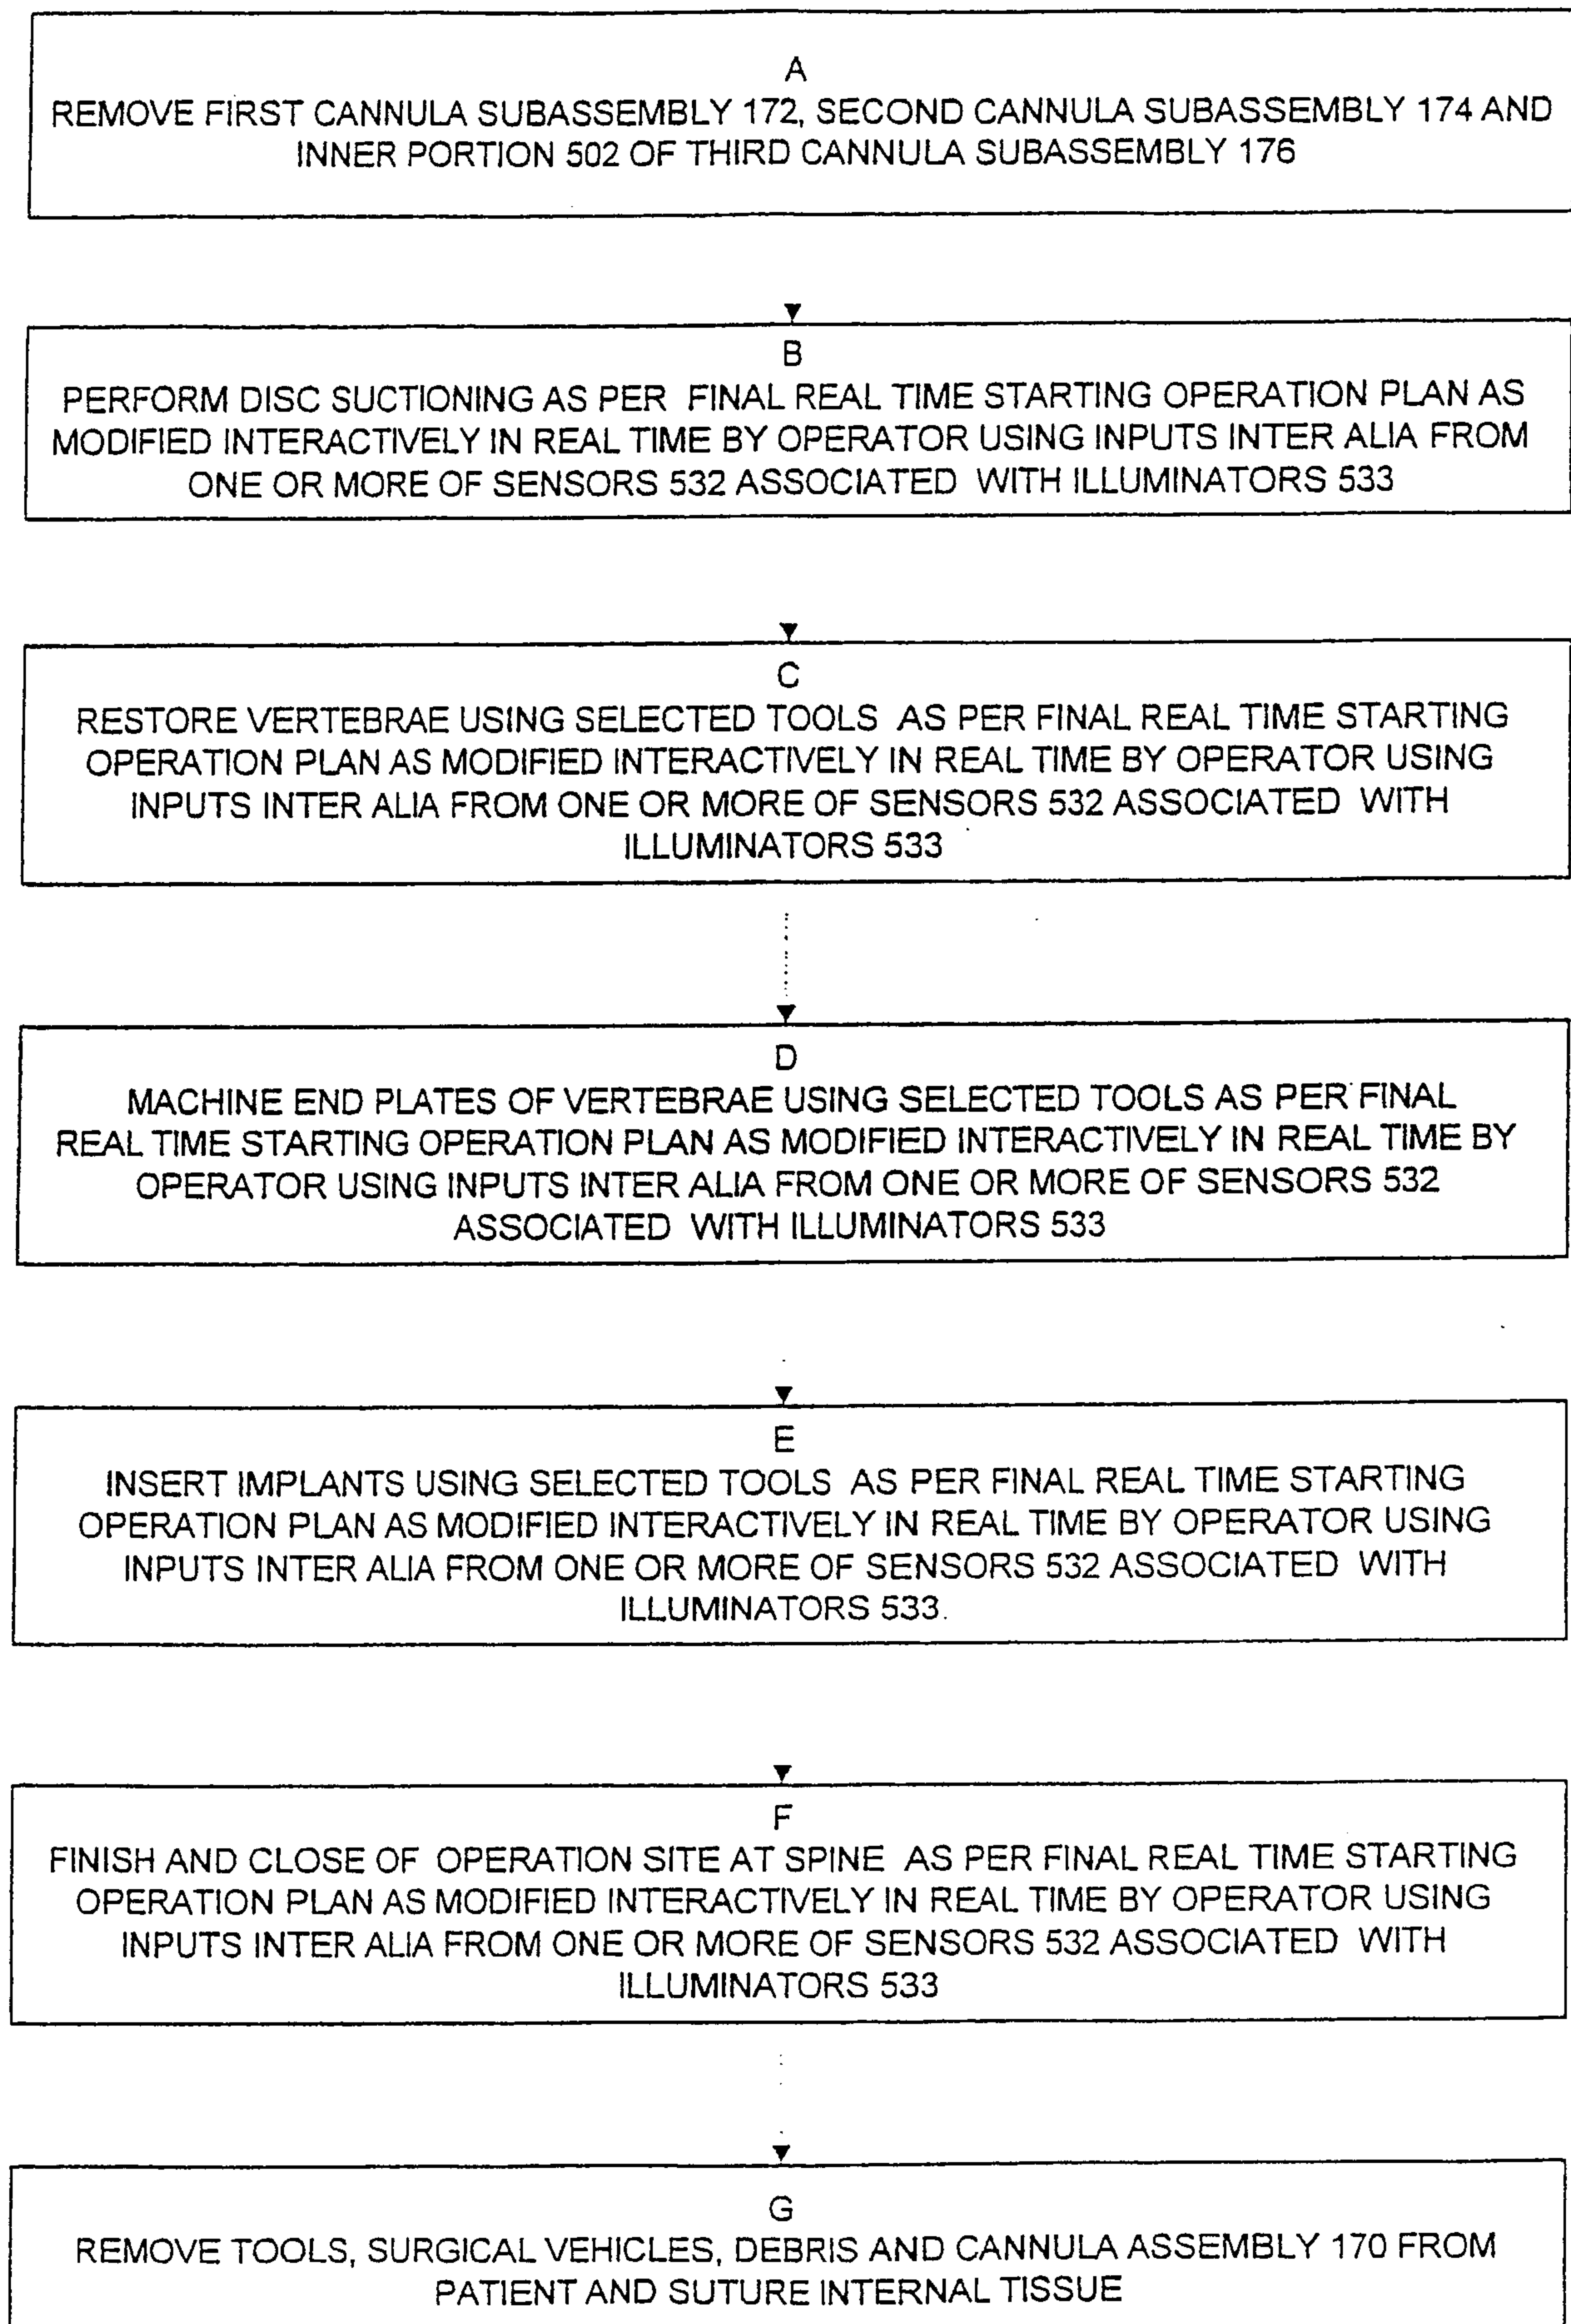 A
REMOVE FIRST CANNULA SUBASSEMBLY 172, SECOND CANNULA SUBASSEMBLY 174 AND
INNER PORTION 502 OF THIRD CANNULA SUBASSEMBLY 176
B
PERFORM DISC SUCTIONING AS PER FINAL REAL TIME STARTING OPERATION PLAN AS
MODIFIED INTERACTIVELY IN REAL TIME BY OPERATOR USING INPUTS INTER ALIA FROM
ONE OR MORE OF SENSORS 532 ASSOCIATED WITH ILLUMINATORS 533
C
RESTORE VERTEBRAE USING SELECTED TOOLS AS PER FINAL REAL TIME STARTING
OPERATION PLAN AS MODIFIED INTERACTIVELY IN REAL TIME BY OPERATOR USING
INPUTS INTER ALIA FROM ONE OR MORE OF SENSORS 532 ASSOCIATED WITH
ILLUMINATORS 533
D
MACHINE END PLATES OF VERTEBRAE USING SELECTED TOOLS AS PER FINAL
REAL TIME STARTING OPERATION PLAN AS MODIFIED INTERACTIVELY IN REAL TIME BY
OPERATOR USING INPUTS INTER ALIA FROM ONE OR MORE OF SENSORS 532
ASSOCIATED WITH ILLUMINATORS 533
E
INSERT IMPLANTS USING SELECTED TOOLS AS PER FINAL REAL TIME STARTING
OPERATION PLAN AS MODIFIED INTERACTIVELY IN REAL TIME BY OPERATOR USING
INPUTS INTER ALIA FROM ONE OR MORE OF SENSORS 532 ASSOCIATED WITH
ILLUMINATORS 533.
F
FINISH AND CLOSE OF OPERATION SITE AT SPINE AS PER FINAL REAL TIME STARTING
OPERATION PLAN AS MODIFIED INTERACTIVELY IN REAL TIME BY OPERATOR USING
INPUTS INTER ALIA FROM ONE OR MORE OF SENSORS 532 ASSOCIATED WITH
ILLUMINATORS 533
G
REMOVE TOOLS, SURGICAL VEHICLES, DEBRIS AND CANNULA ASSEMBLY 170 FROM
PATIENT AND SUTURE INTERNAL TISSUE